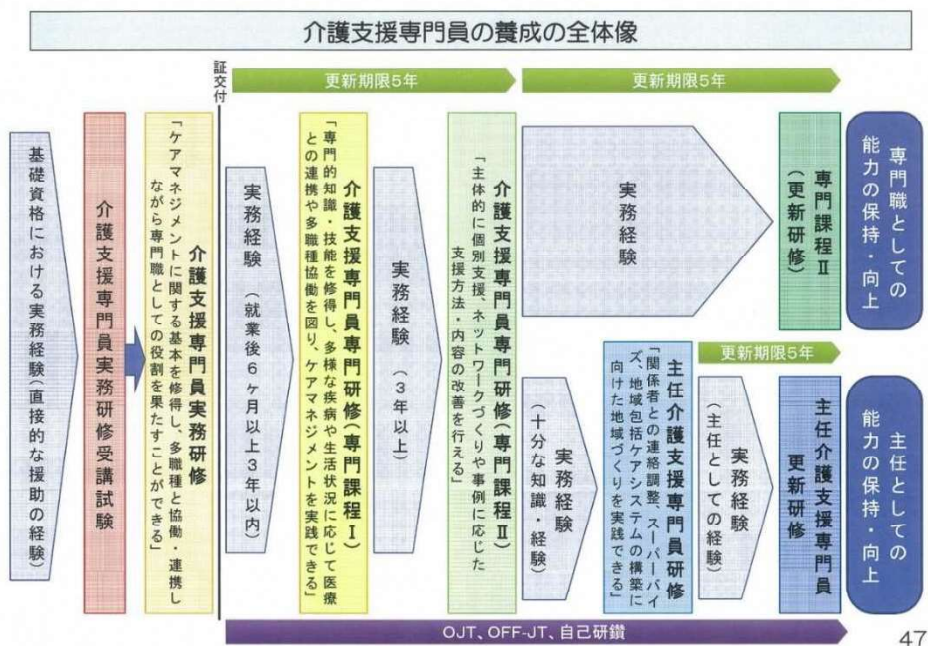 介護支援専門員の養成の全体像
証交付
更新期限5年
更新期限5年
基礎資格における実務経験(直接的な援助の経験)
介護支援専門員実務研修受講試験
介護支援専門員実務研修
「ケアマネジメントに関する基本を修得し、多職種と協働・連携し
ながら専門職としての役割を果たすことができる」
実務経験 (就業後6ヶ月以上3年以内)
介護支援専門員専門研修(専門課程Ⅰ)
「専門的知識・技能を修得し、多様な疾病や生活状況に応じて医療
との連携や多職種協働を図り、ケアマネジメントを実践できる」
実務経験 (3年以上)
介護支援専門員専門研修(専門課程Ⅱ)
「主体的に個別支援、ネットワークづくりや事例に応じた
支援方法・内容の改善を行える」
実務経験
専門課程Ⅱ
(更新研修)
専門職としての
能力の保持・向上
実務経験
(十分な知識・経験)
主任介護支援専門員研修
「関係者との連絡調整、スーパーバイ
ズ、地域包括ケアシステムの構築に
向けた地域づくりを実践できる」
更新期限5年
実務経験
(主任としての経験)
主任介護支援専門員
更新研修
主任としての
能力の保持・向上
OJT、OFF-JT、自己研鑽
47